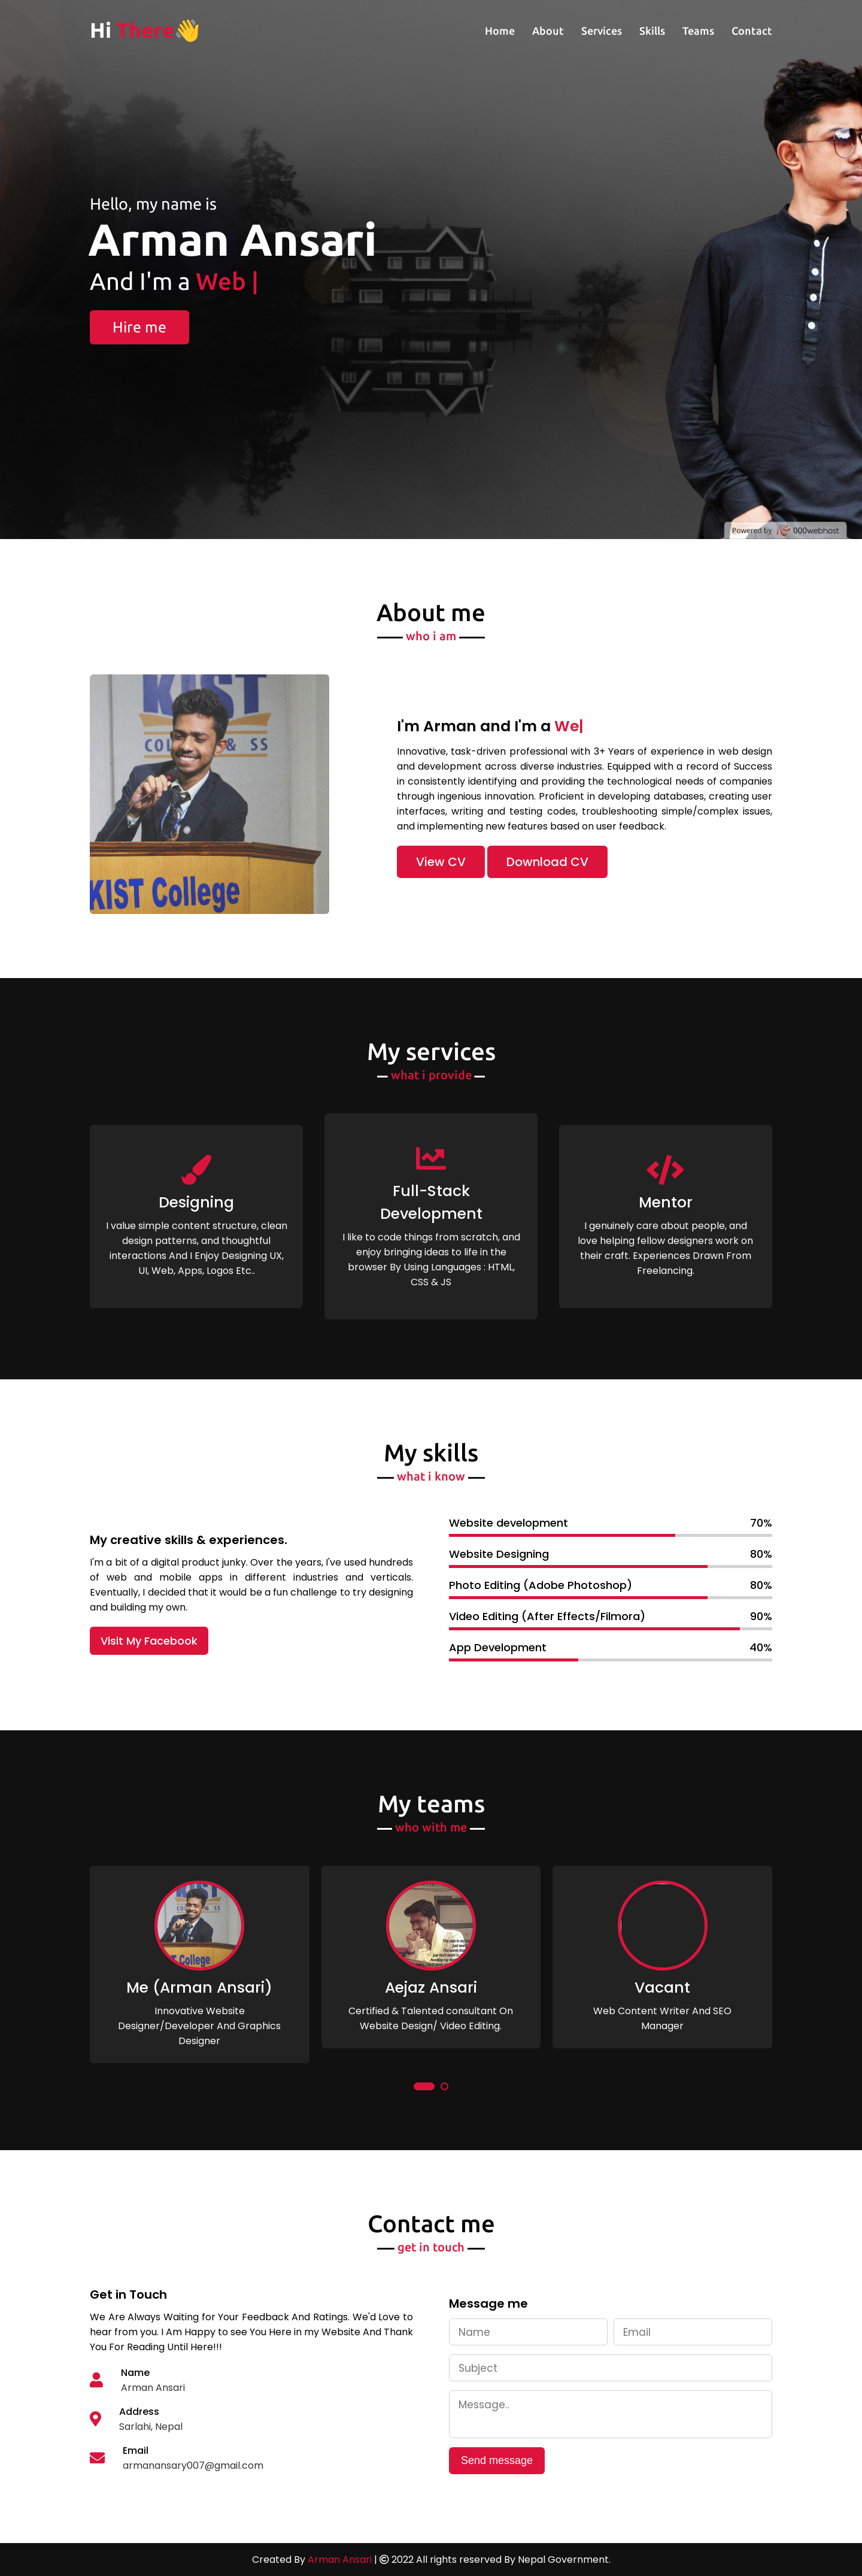 Hi There👋
Home About Services Skills Teams Contact
Hello, my name is
Arman Ansari
And I'm a Web |
Hire me
Powered by 000webhost
About me
who i am
KIST
COL & SS
KIST College
I'm Arman and I'm a We|
Innovative, task-driven professional with 3+ Years of experience in web design
and development across diverse industries. Equipped with a record of Success
in consistently identifying and providing the technological needs of companies
through ingenious innovation. Proficient in developing databases, creating user
interfaces, writing and testing codes, troubleshooting simple/complex issues,
and implementing new features based on user feedback.
View CV Download CV
My services
what i provide
Designing
I value simple content structure, clean
design patterns, and thoughtful
interactions And I Enjoy Designing UX,
UI, Web, Apps, Logos Etc..
Full-Stack
Development
I like to code things from scratch, and
enjoy bringing ideas to life in the
browser By Using Languages : HTML,
CSS & JS
Mentor
I genuinely care about people, and
love helping fellow designers work on
their craft. Experiences Drawn From
Freelancing.
My skills
what i know
My creative skills & experiences.
I'm a bit of a digital product junky. Over the years, I've used hundreds
of web and mobile apps in different industries and verticals.
Eventually, I decided that it would be a fun challenge to try designing
and building my own.
Visit My Facebook
Website development 70%
Website Designing 80%
Photo Editing (Adobe Photoshop) 80%
Video Editing (After Effects/Filmora) 90%
App Development 40%
My teams
who with me
Me (Arman Ansari)
Innovative Website
Designer/Developer And Graphics
Designer
Aejaz Ansari
Certified & Talented consultant On
Website Design/ Video Editing.
Vacant
Web Content Writer And SEO
Manager
Contact me
get in touch
Get in Touch
We Are Always Waiting for Your Feedback And Ratings. We'd Love to
hear from you. I Am Happy to see You Here in my Website And Thank
You For Reading Until Here!!!
Name
Arman Ansari
Address
Sarlahi, Nepal
Email
armanansary007@gmail.com
Message me
Name Email
Subject
Message..
Send message
Created By Arman Ansari | © 2022 All rights reserved By Nepal Government.